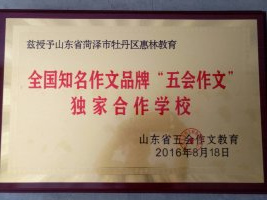 兹授予山东省菏泽市牡丹区惠林教育
全国知名作文品牌“五会作文”
独家合作学校
山东省五会作文教育
2016年8月18日